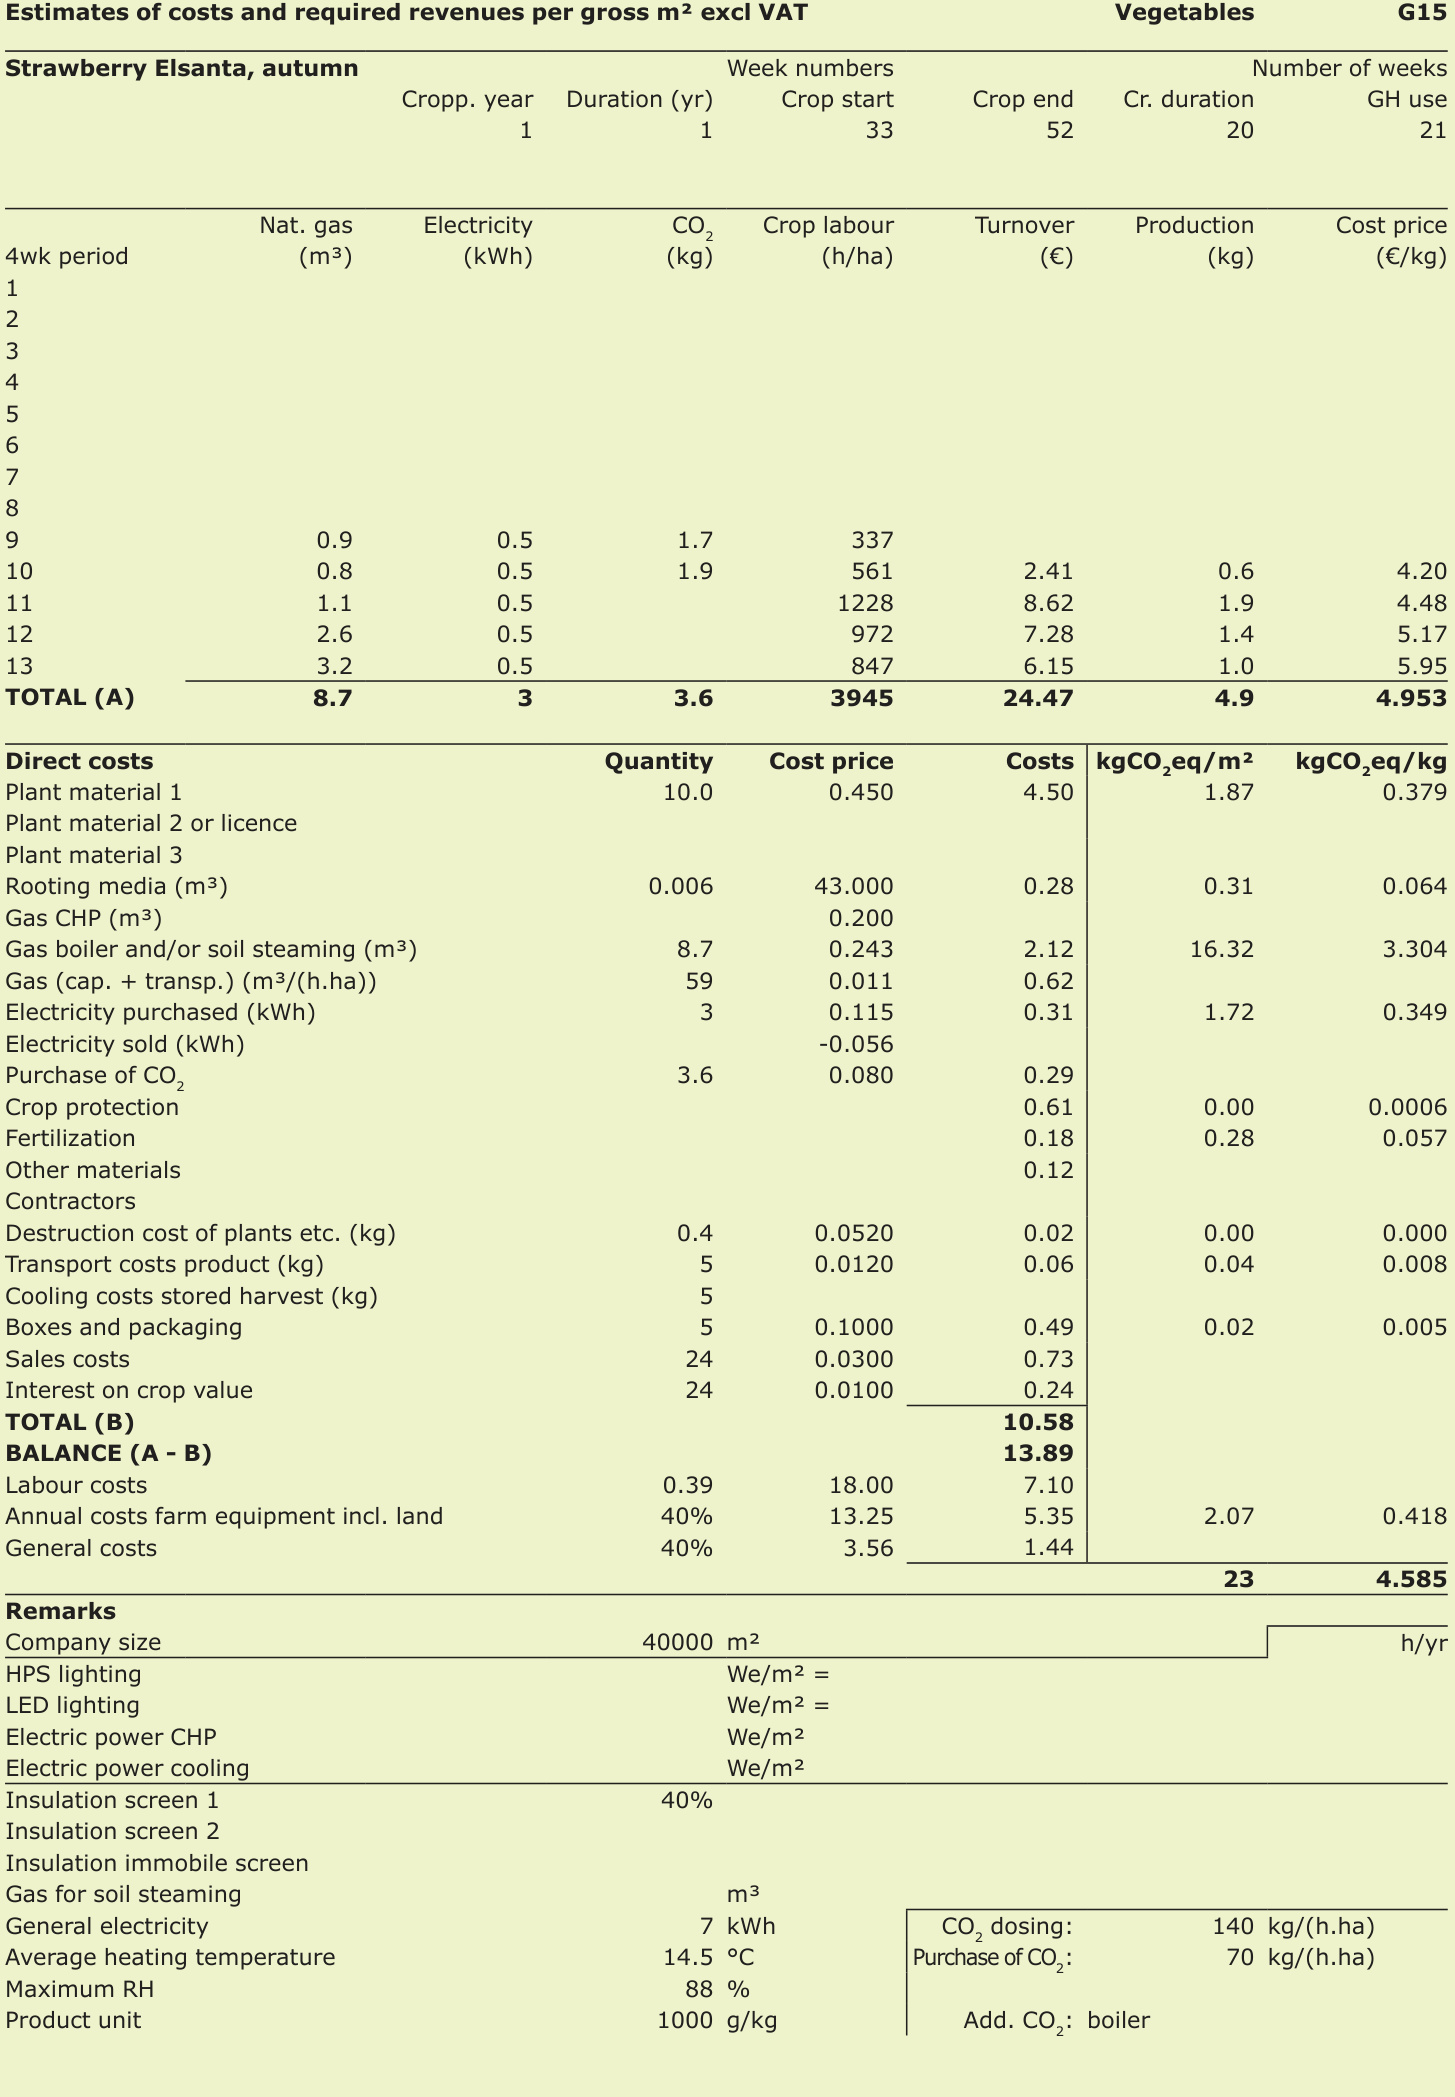 Estimates of costs and required revenues per gross m² excl VAT Vegetables G15
Strawberry Elsanta, autumn Week numbers Number of weeks
Cropp. year Duration (yr) Crop start Crop end Cr. duration GH use
1 1 33 52 20 21
Nat. gas Electricity CO₂ Crop labour Turnover Production Cost price
4wk period (m³) (kWh) (kg) (h/ha) (€) (kg) (€/kg)
1
2
3
4
5
6
7
8
9 0.9 0.5 1.7 337
10 0.8 0.5 1.9 561 2.41 0.6 4.20
11 1.1 0.5 1228 8.62 1.9 4.48
12 2.6 0.5 972 7.28 1.4 5.17
13 3.2 0.5 847 6.15 1.0 5.95
TOTAL (A) 8.7 3 3.6 3945 24.47 4.9 4.953
Direct costs Quantity Cost price Costs kgCO₂eq/m² kgCO₂eq/kg
Plant material 1 10.0 0.450 4.50 1.87 0.379
Plant material 2 or licence
Plant material 3
Rooting media (m³) 0.006 43.000 0.28 0.31 0.064
Gas CHP (m³) 0.200
Gas boiler and/or soil steaming (m³) 8.7 0.243 2.12 16.32 3.304
Gas (cap. + transp.) (m³/(h.ha)) 59 0.011 0.62
Electricity purchased (kWh) 3 0.115 0.31 1.72 0.349
Electricity sold (kWh) -0.056
Purchase of CO₂ 3.6 0.080 0.29
Crop protection 0.61 0.00 0.0006
Fertilization 0.18 0.28 0.057
Other materials 0.12
Contractors
Destruction cost of plants etc. (kg) 0.4 0.0520 0.02 0.00 0.000
Transport costs product (kg) 5 0.0120 0.06 0.04 0.008
Cooling costs stored harvest (kg) 5
Boxes and packaging 5 0.1000 0.49 0.02 0.005
Sales costs 24 0.0300 0.73
Interest on crop value 24 0.0100 0.24
TOTAL (B) 10.58
BALANCE (A - B) 13.89
Labour costs 0.39 18.00 7.10
Annual costs farm equipment incl. land 40% 13.25 5.35 2.07 0.418
General costs 40% 3.56 1.44
23 4.585
Remarks
Company size 40000 m² h/yr
HPS lighting We/m² =
LED lighting We/m² =
Electric power CHP We/m²
Electric power cooling We/m²
Insulation screen 1 40%
Insulation screen 2
Insulation immobile screen
Gas for soil steaming m³
General electricity 7 kWh CO₂ dosing: 140 kg/(h.ha)
Average heating temperature 14.5 °C Purchase of CO₂: 70 kg/(h.ha)
Maximum RH 88 %
Product unit 1000 g/kg Add. CO₂: boiler